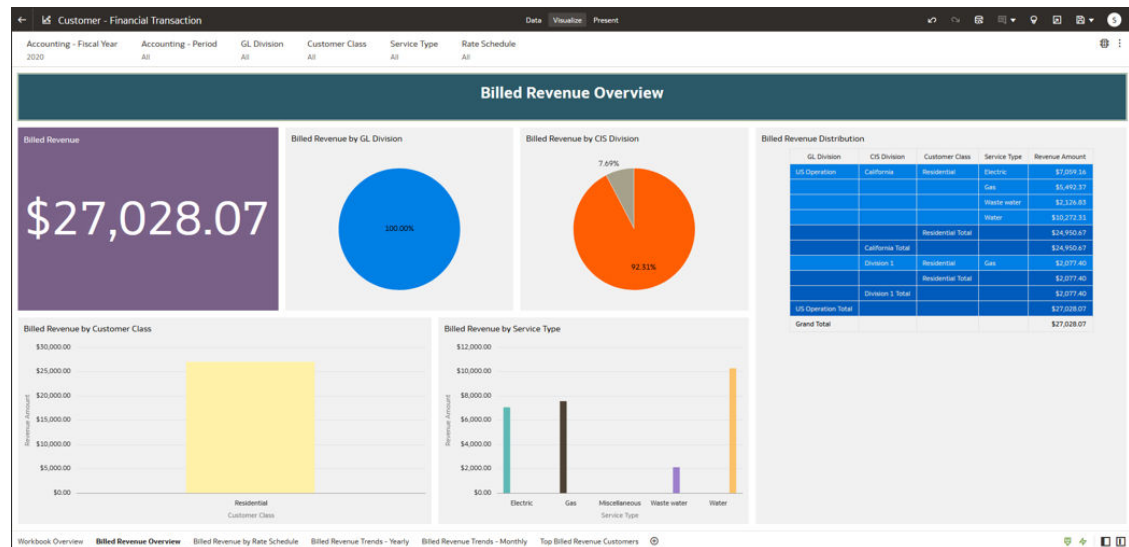 Customer - Financial Transaction
Data Visualize Present
S
Accounting - Fiscal Year Accounting - Period GL Division Customer Class Service Type Rate Schedule
2020 All All All All All
Billed Revenue Overview
Billed Revenue
$27,028.07
Billed Revenue by GL Division
100.00%
Billed Revenue by CIS Division
7.69%
92.31%
Billed Revenue Distribution
GL Division CIS Division Customer Class Service Type Revenue Amount
US Operation California Residential Electric $7,059.16
Gas $5,492.37
Waste water $2,126.83
Water $10,272.31
Residential Total $24,950.67
California Total $24,950.67
Division 1 Residential Gas $2,077.40
Residential Total $2,077.40
Division 1 Total $2,077.40
US Operation Total $27,028.07
Grand Total $27,028.07
Billed Revenue by Customer Class
$30,000.00
$25,000.00
$20,000.00
$15,000.00
$10,000.00
$5,000.00
$0.00
Revenue Amount
Residential
Customer Class
Billed Revenue by Service Type
$12,000.00
$10,000.00
$8,000.00
$6,000.00
$4,000.00
$2,000.00
$0.00
Revenue Amount
Electric Gas Miscellaneous Waste water Water
Service Type
Workbook Overview Billed Revenue Overview Billed Revenue by Rate Schedule Billed Revenue Trends - Yearly Billed Revenue Trends - Monthly Top Billed Revenue Customers